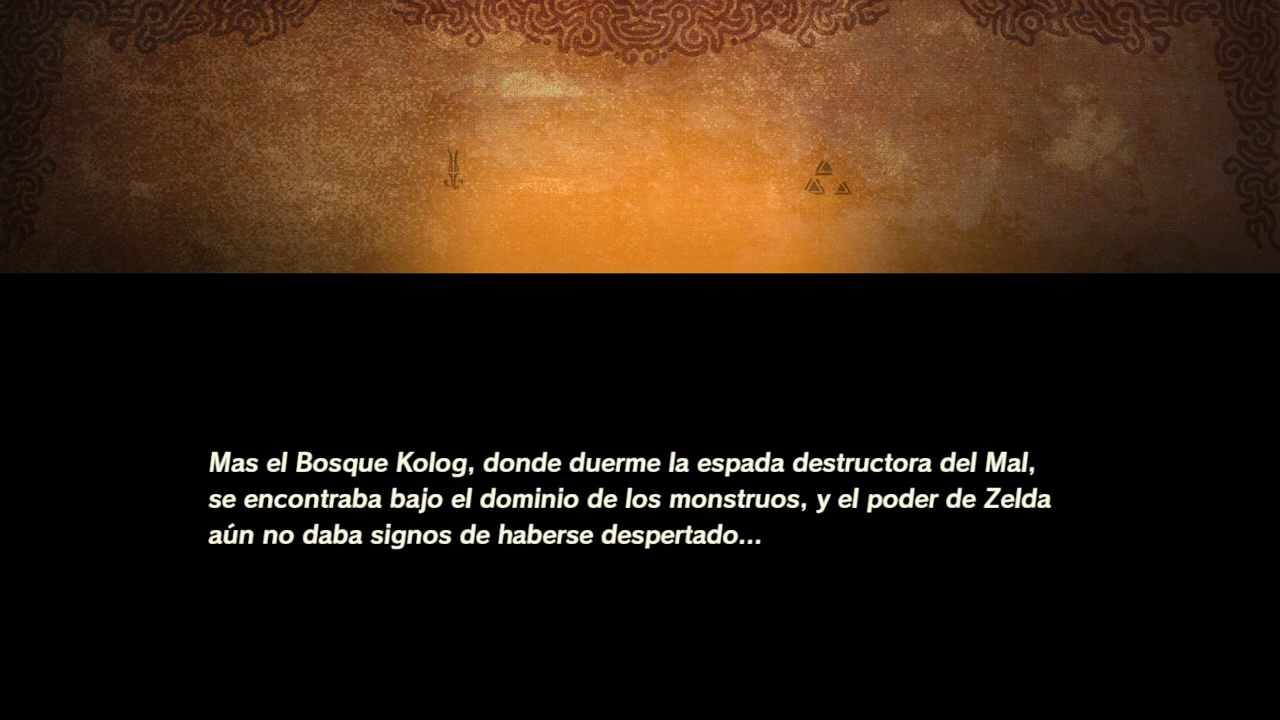 Mas el Bosque Kolog, donde duerme la espada destructora del Mal,
se encontraba bajo el dominio de los monstruos, y el poder de Zelda
aún no daba signos de haberse despertado...